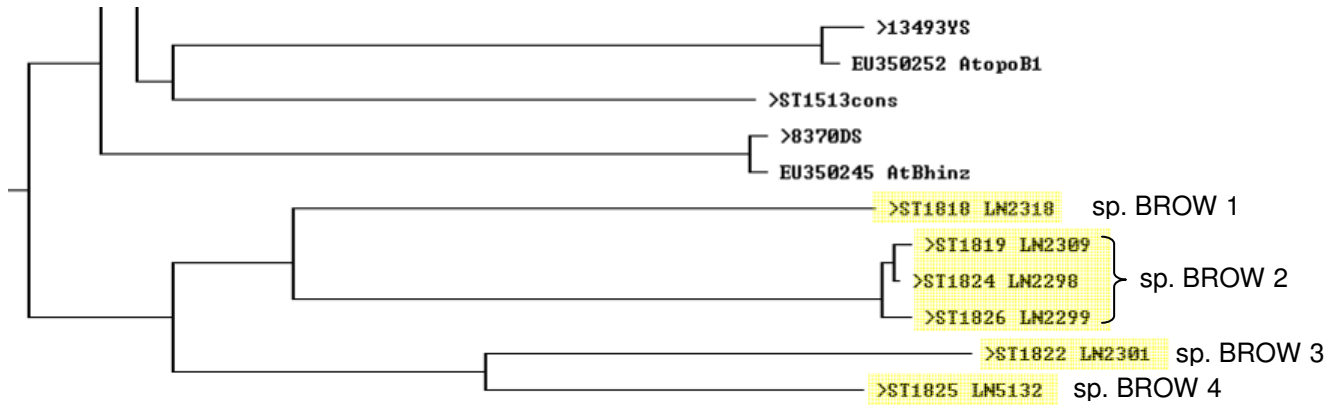 >13493YS
EU350252 AtopoB1
>ST1513cons
>8370DS
EU350245 AtBhinz
>ST1818 LN2318 sp. BROW 1
>ST1819 LN2309
>ST1824 LN2298 sp. BROW 2
>ST1826 LN2299
>ST1822 LN2301 sp. BROW 3
>ST1825 LN5132 sp. BROW 4